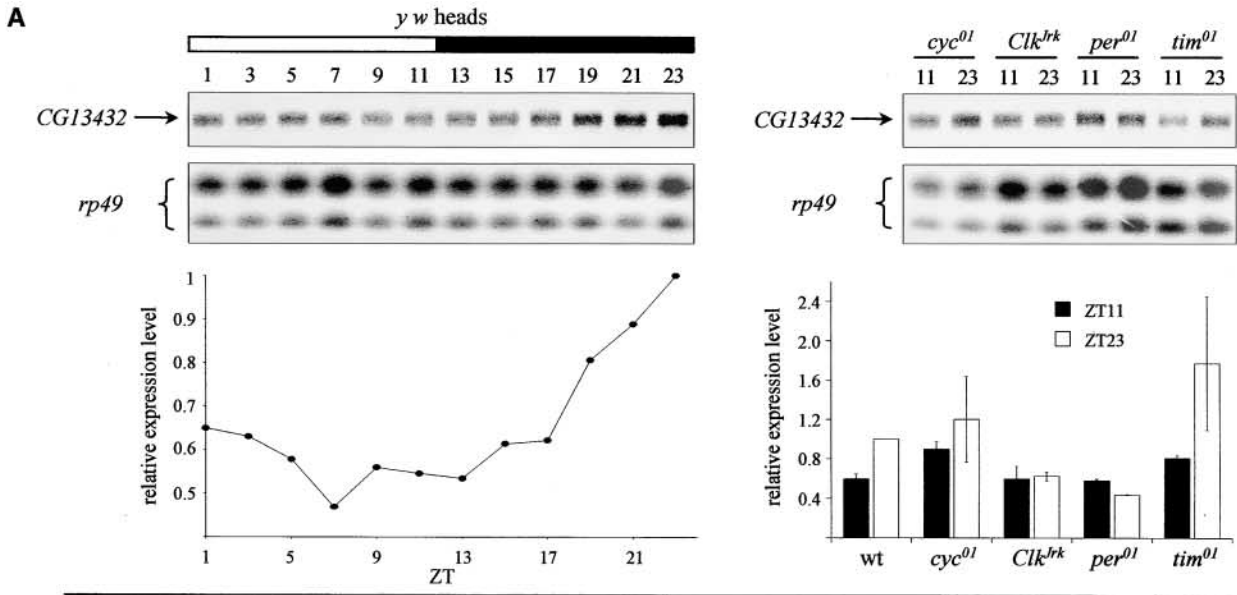 A
y w heads
1 3 5 7 9 11 13 15 17 19 21 23
CG13432
rp49
cyc01 ClkJrk per01 tim01
11 23 11 23 11 23 11 23
CG13432
rp49
relative expression level
1
0.9
0.8
0.7
0.6
0.5
1 5 9 13 17 21
ZT
relative expression level
2.4
2.0
1.6
1.2
0.8
0.4
ZT11
ZT23
wt cyc01 ClkJrk per01 tim01